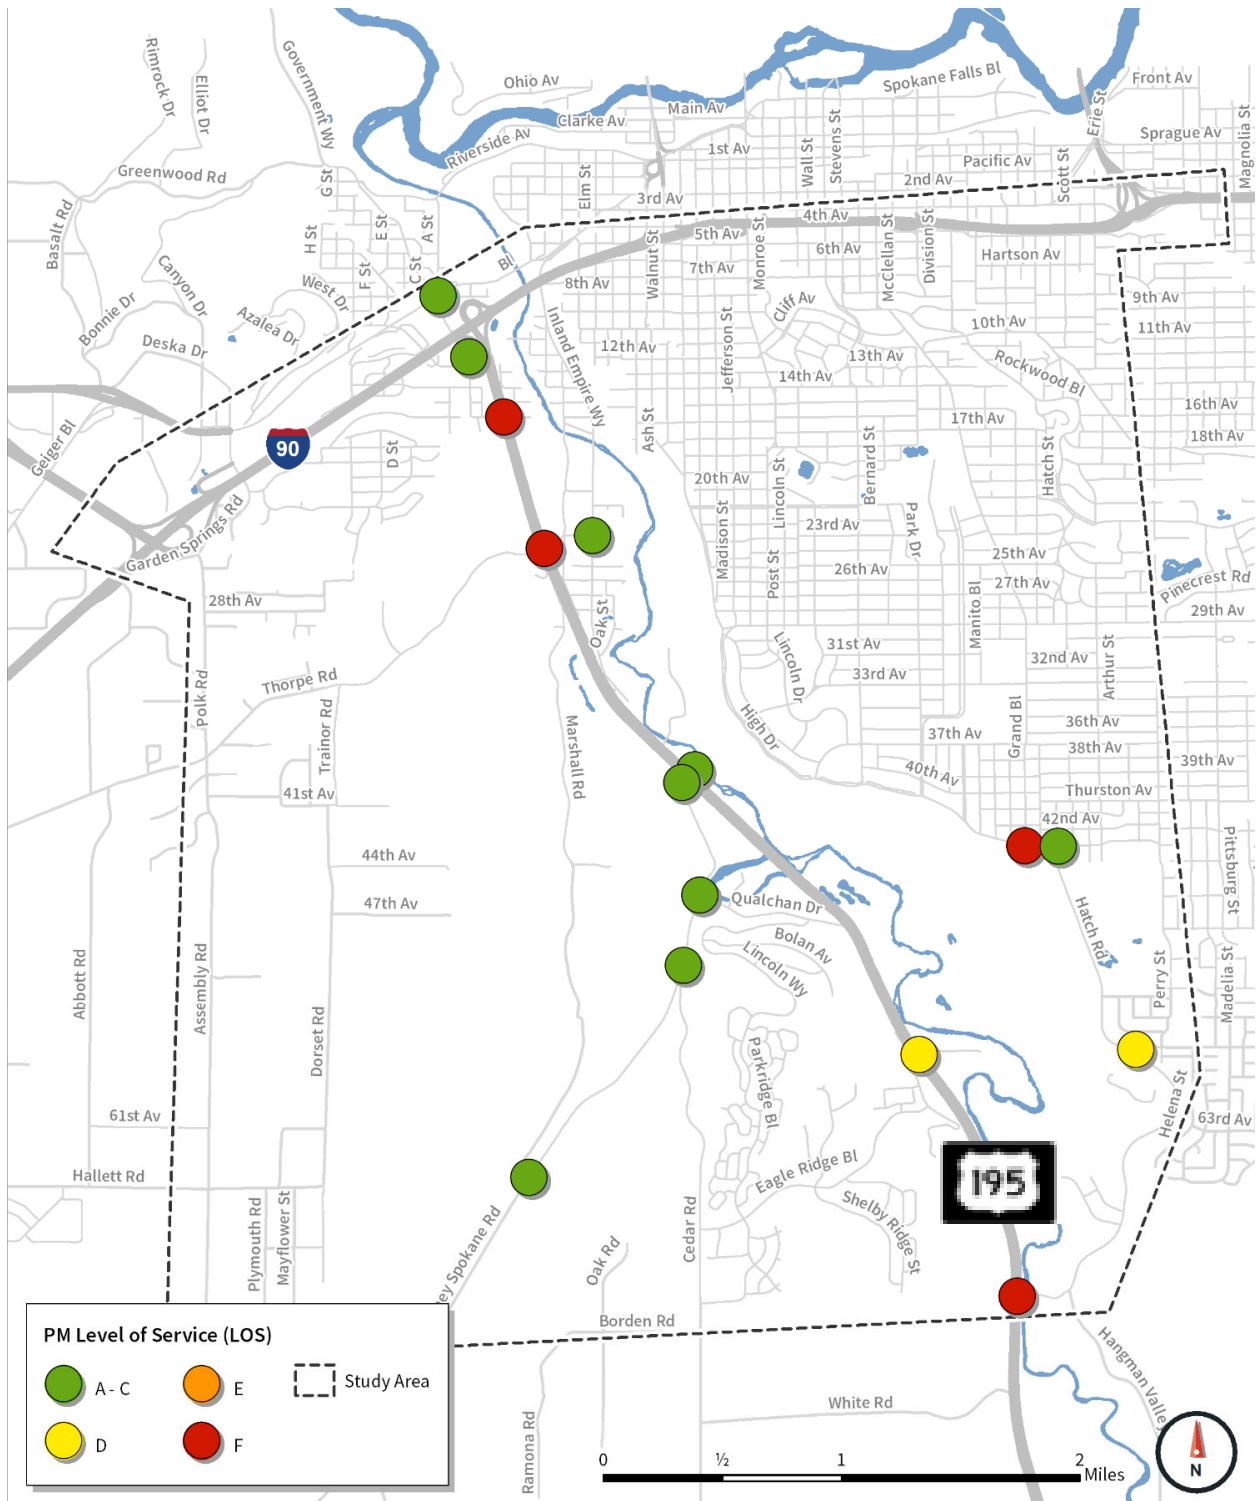 Rimrock Dr
Elliot Dr
Government Wy
Ohio Av
Spokane Falls Bl
Front Av
Main Av
Clarke Av
Erie St
Magnolia St
Riverside Av
1st Av
Wall St
Stevens St
Sprague Av
Pacific Av
Scott St
Greenwood Rd
G St
Elm St
2nd Av
3rd Av
Basalt Rd
H St
E St
A St
4th Av
5th Av
Walnut St
Monroe St
6th Av
McClellan St
Division St
Hartson Av
Bl
F St
C St
8th Av
7th Av
Canyon Dr
West Dr
Bonnie Dr
Azalea Dr
Deska Dr
Inland Empire Wy
Cliff Av
9th Av
10th Av
11th Av
12th Av
Jefferson St
13th Av
14th Av
Rockwood Bl
16th Av
17th Av
18th Av
Geiger Bl
90
D St
Ash St
Bernard St
Hatch St
20th Av
Lincoln St
Madison St
23rd Av
Park Dr
Garden Springs Rd
25th Av
26th Av
27th Av
Post St
Pinecrest Rd
28th Av
29th Av
Oak St
Manito Bl
31st Av
32nd Av
Arthur St
33rd Av
Lincoln Dr
Thorpe Rd
Polk Rd
Trainor Rd
Marshall Rd
High Dr
Grand Bl
36th Av
37th Av
38th Av
39th Av
40th Av
41st Av
Thurston Av
42nd Av
44th Av
47th Av
Pittsburg St
Qualchan Dr
Bolan Av
Lincoln Wy
Hatch Rd
Perry St
Madelia St
Abbott Rd
Assembly Rd
Dorset Rd
Parkridge Bl
61st Av
Helena St
63rd Av
Hallett Rd
Eagle Ridge Bl
195
Shelby Ridge St
Plymouth Rd
Mayflower St
ey Spokane Rd
Oak Rd
Cedar Rd
Borden Rd
Hangman Valley
White Rd
Ramona Rd
PM Level of Service (LOS)
A - C
E
Study Area
D
F
0
½
1
2
Miles
N